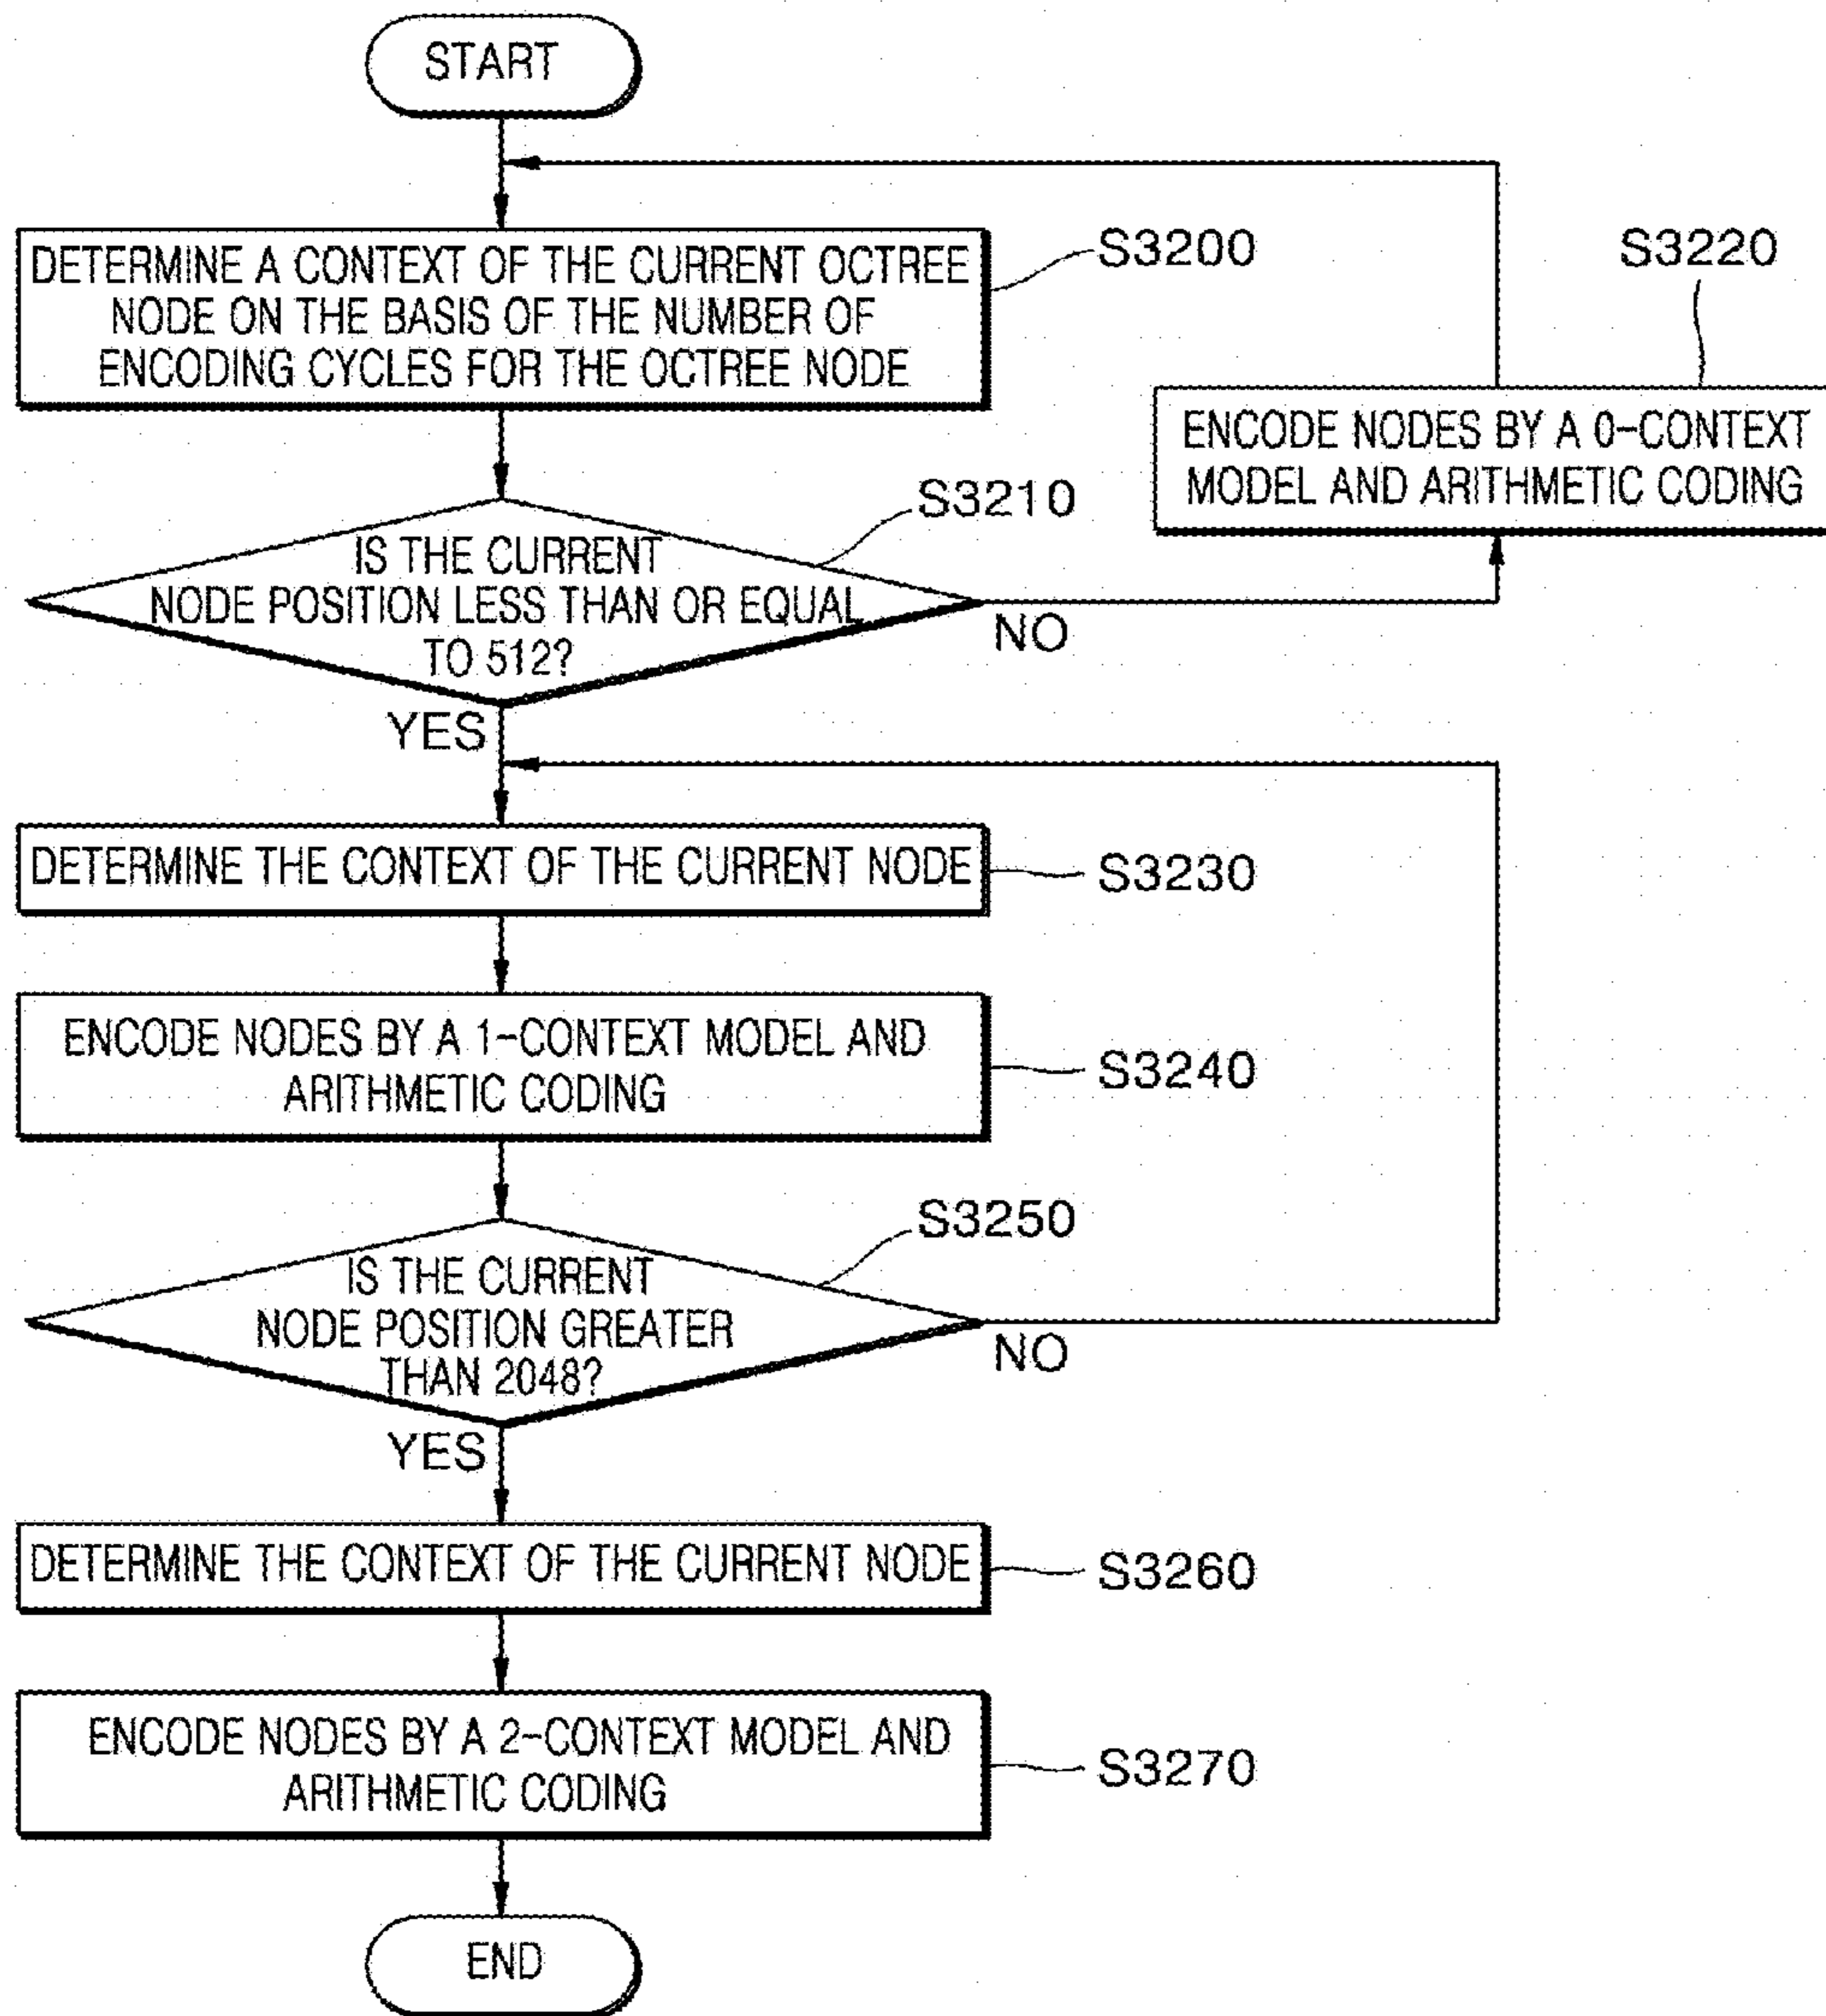 START
DETERMINE A CONTEXT OF THE CURRENT OCTREE
NODE ON THE BASIS OF THE NUMBER OF
ENCODING CYCLES FOR THE OCTREE NODE
S3200
S3220
ENCODE NODES BY A 0-CONTEXT
MODEL AND ARITHMETIC CODING
S3210
IS THE CURRENT
NODE POSITION LESS THAN OR EQUAL
TO 512?
NO
YES
DETERMINE THE CONTEXT OF THE CURRENT NODE
S3230
ENCODE NODES BY A 1-CONTEXT MODEL AND
ARITHMETIC CODING
S3240
S3250
IS THE CURRENT
NODE POSITION GREATER
THAN 2048?
NO
YES
DETERMINE THE CONTEXT OF THE CURRENT NODE
S3260
ENCODE NODES BY A 2-CONTEXT MODEL AND
ARITHMETIC CODING
S3270
END